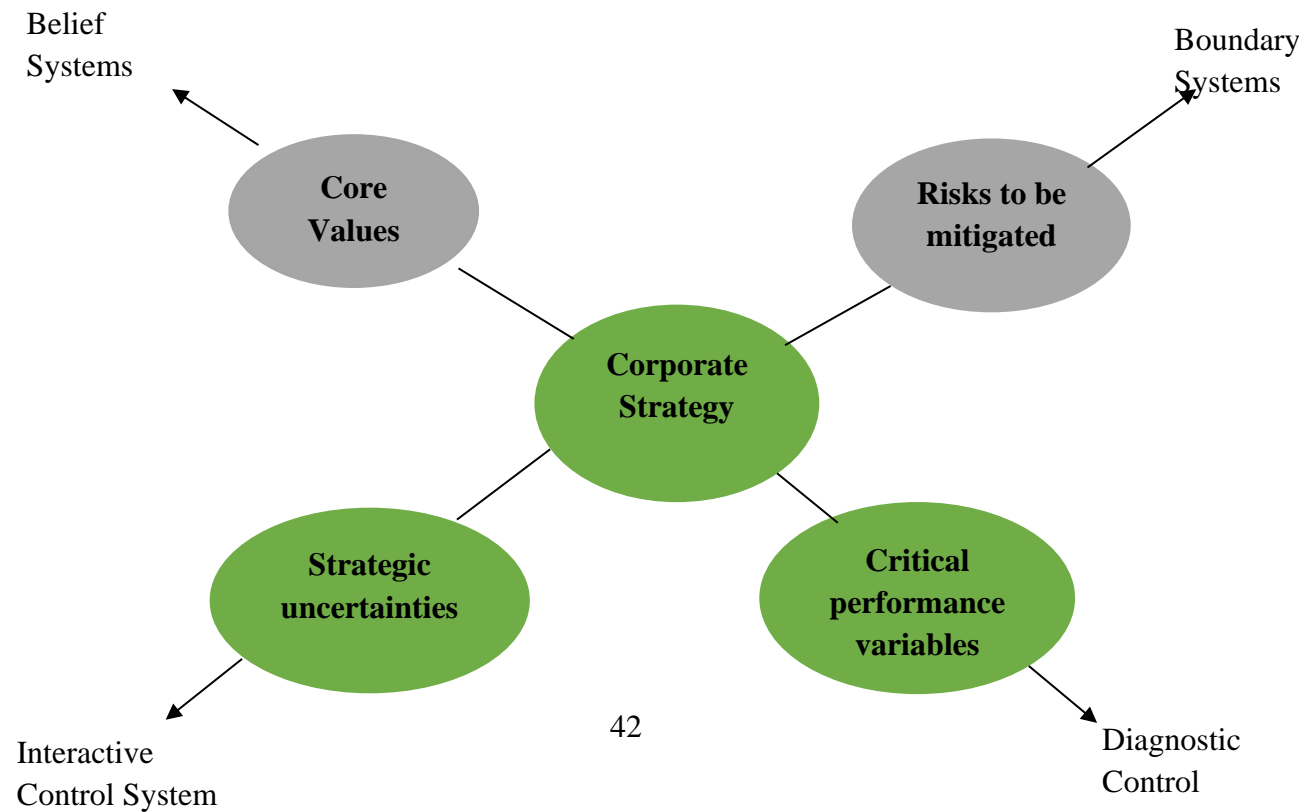 Belief
Systems
Boundary
Systems
Core
Values
Risks to be
mitigated
Corporate
Strategy
Strategic
uncertainties
Critical
performance
variables
42
Interactive
Control System
Diagnostic
Control